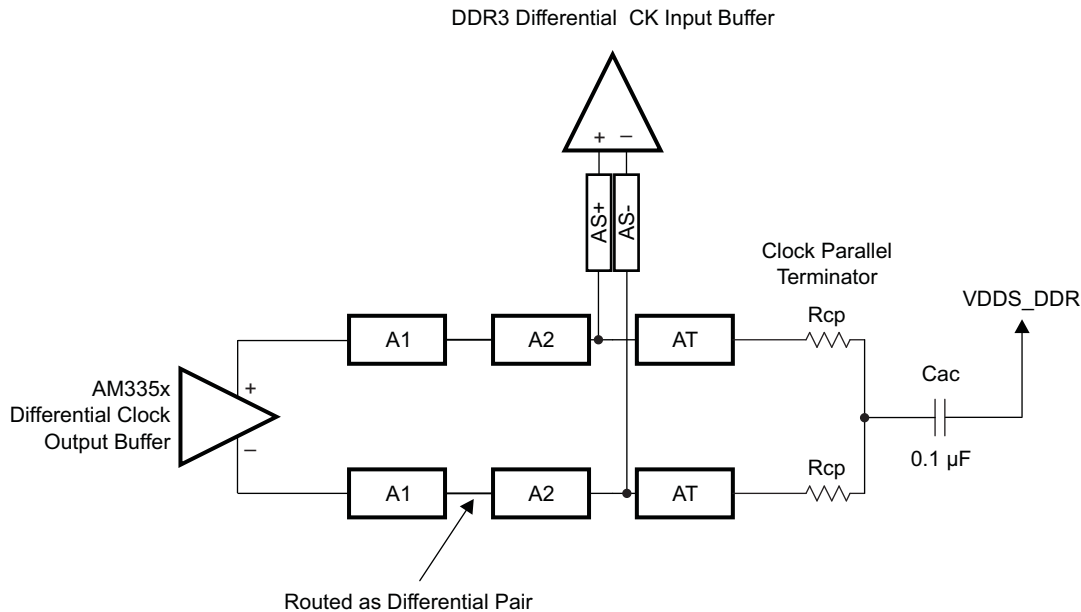 DDR3 Differential CK Input Buffer
+ –
AS+
AS-
Clock Parallel
Terminator
VDDS_DDR
Rcp
A1
A2
AT
Cac
AM335x
Differential Clock
Output Buffer
+
–
0.1 µF
Rcp
A1
A2
AT
Routed as Differential Pair